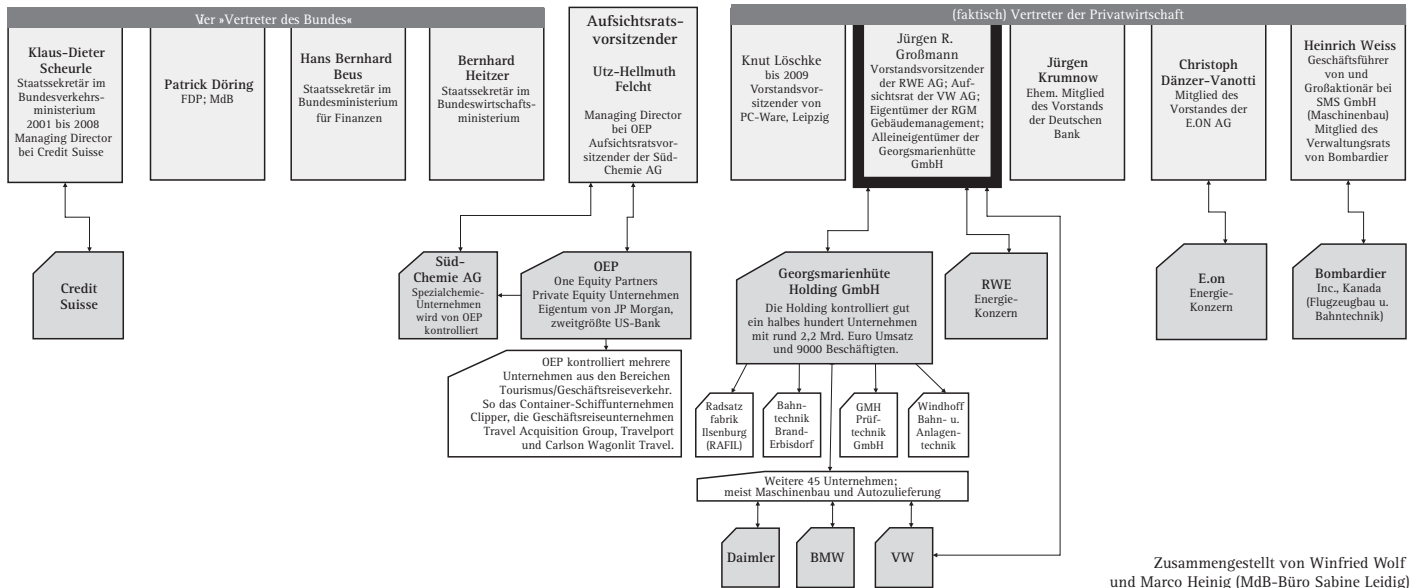 Vier »Vertreter des Bundes«
Klaus-Dieter
Scheurle
Staatssekretär im
Bundesverkehrs-
ministerium
2001 bis 2008
Managing Director
bei Credit Suisse
Patrick Döring
FDP; MdB
Hans Bernhard
Beus
Staatssekretär im
Bundesministerium
für Finanzen
Bernhard
Heitzer
Staatssekretär im
Bundeswirtschafts-
ministerium
Aufsichtsrats-
vorsitzender
Utz-Hellmuth
Felcht
Managing Director
bei OEP
Aufsichtsratsvor-
sitzender der Süd-
Chemie AG
(faktisch) Vertreter der Privatwirtschaft
Knut Löschke
bis 2009
Vorstandsvor-
sitzender von
PC-Ware, Leipzig
Jürgen R.
Großmann
Vorstandsvorsitzender
der RWE AG; Auf-
sichtsrat der VW AG;
Eigentümer der RGM
Gebäudemanagement;
Alleineigentümer der
Georgsmarienhütte
GmbH
Jürgen
Krumnow
Ehem. Mitglied
des Vorstands
der Deutschen
Bank
Christoph
Dänzer-Vanotti
Mitglied des
Vorstandes der
E.ON AG
Heinrich Weiss
Geschäftsführer
von und
Großaktionär bei
SMS GmbH
(Maschinenbau)
Mitglied des
Verwaltungsrats
von Bombardier
Credit
Suisse
Süd-
Chemie AG
Spezialchemie-
Unternehmen
wird von OEP
kontrolliert
OEP
One Equity Partners
Private Equity Unternehmen
Eigentum von JP Morgan,
zweitgrößte US-Bank
OEP kontrolliert mehrere
Unternehmen aus den Bereichen
Tourismus/Geschäftsreiseverkehr.
So das Container-Schiffunternehmen
Clipper, die Geschäftsreiseunternehmen
Travel Acquisition Group, Travelport
und Carlson Wagonlit Travel.
Georgsmarienhüte
Holding GmbH
Die Holding kontrolliert gut
ein halbes hundert Unternehmen
mit rund 2,2 Mrd. Euro Umsatz
und 9000 Beschäftigten.
RWE
Energie-
Konzern
E.on
Energie-
Konzern
Bombardier
Inc., Kanada
(Flugzeugbau u.
Bahntechnik)
Radsatz
fabrik
Ilsenburg
(RAFIL)
Bahn-
technik
Brand-
Erbisdorf
GMH
Prüf-
technik
GmbH
Windhoff
Bahn- u.
Anlagen-
technik
Weitere 45 Unternehmen;
meist Maschinenbau und Autozulieferung
Daimler
BMW
VW
Zusammengestellt von Winfried Wolf
und Marco Heinig (MdB-Büro Sabine Leidig)